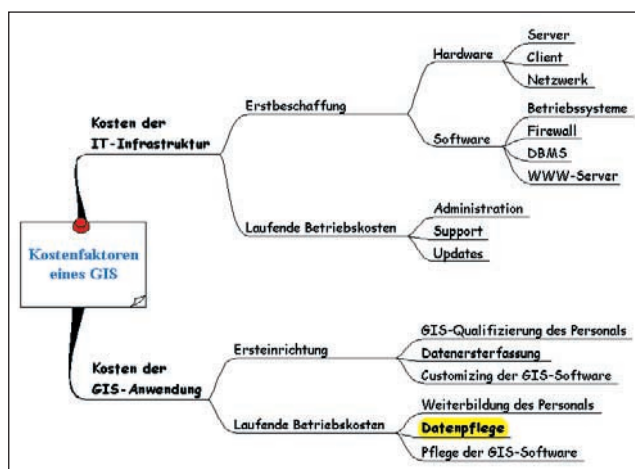 Kostenfaktoren
eines GIS
Kosten der
IT-Infrastruktur
Erstbeschaffung
Hardware
Server
Client
Netzwerk
Software
Betriebssysteme
Firewall
DBMS
WWW-Server
Laufende Betriebskosten
Administration
Support
Updates
Kosten der
GIS-Anwendung
Ersteinrichtung
GIS-Qualifizierung des Personals
Datenersterfassung
Customizing der GIS-Software
Laufende Betriebskosten
Weiterbildung des Personals
Datenpflege
Pflege der GIS-Software